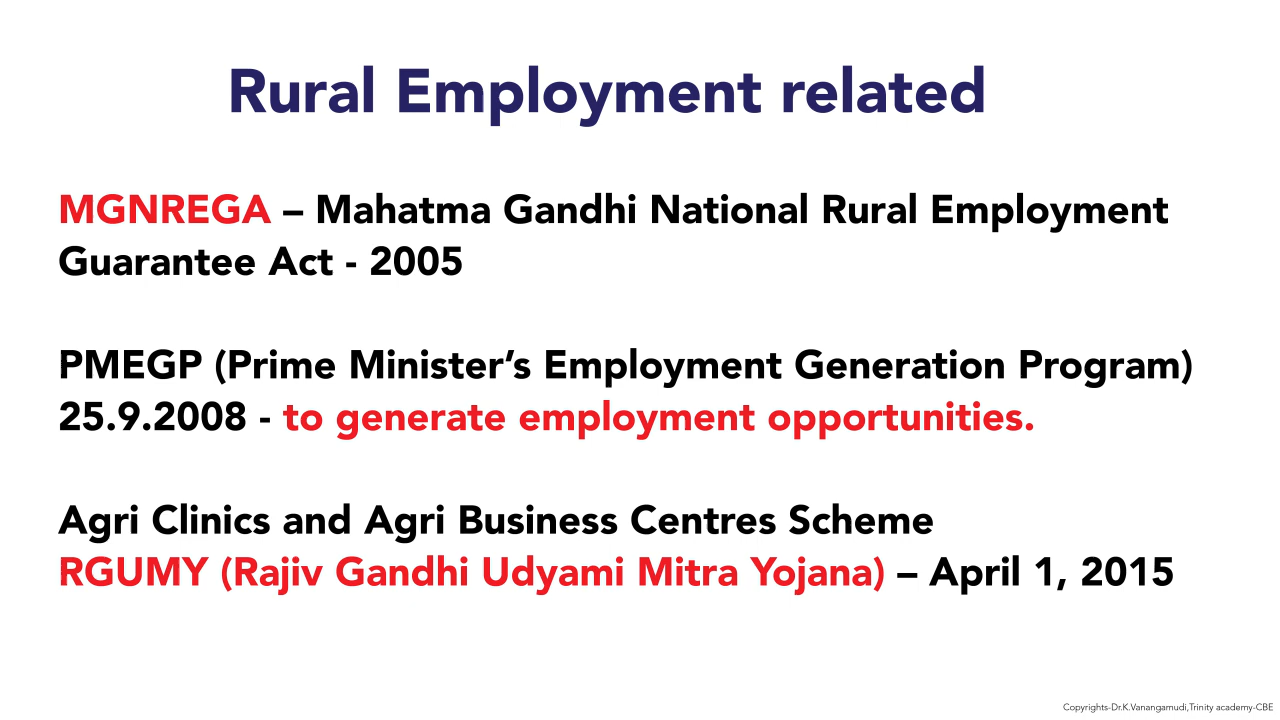 Rural Employment related
MGNREGA – Mahatma Gandhi National Rural Employment
Guarantee Act - 2005
PMEGP (Prime Minister’s Employment Generation Program)
25.9.2008 - to generate employment opportunities.
Agri Clinics and Agri Business Centres Scheme
RGUMY (Rajiv Gandhi Udyami Mitra Yojana) – April 1, 2015
Copyrights-Dr.K.Vanangamudi,Trinity academy-CBE